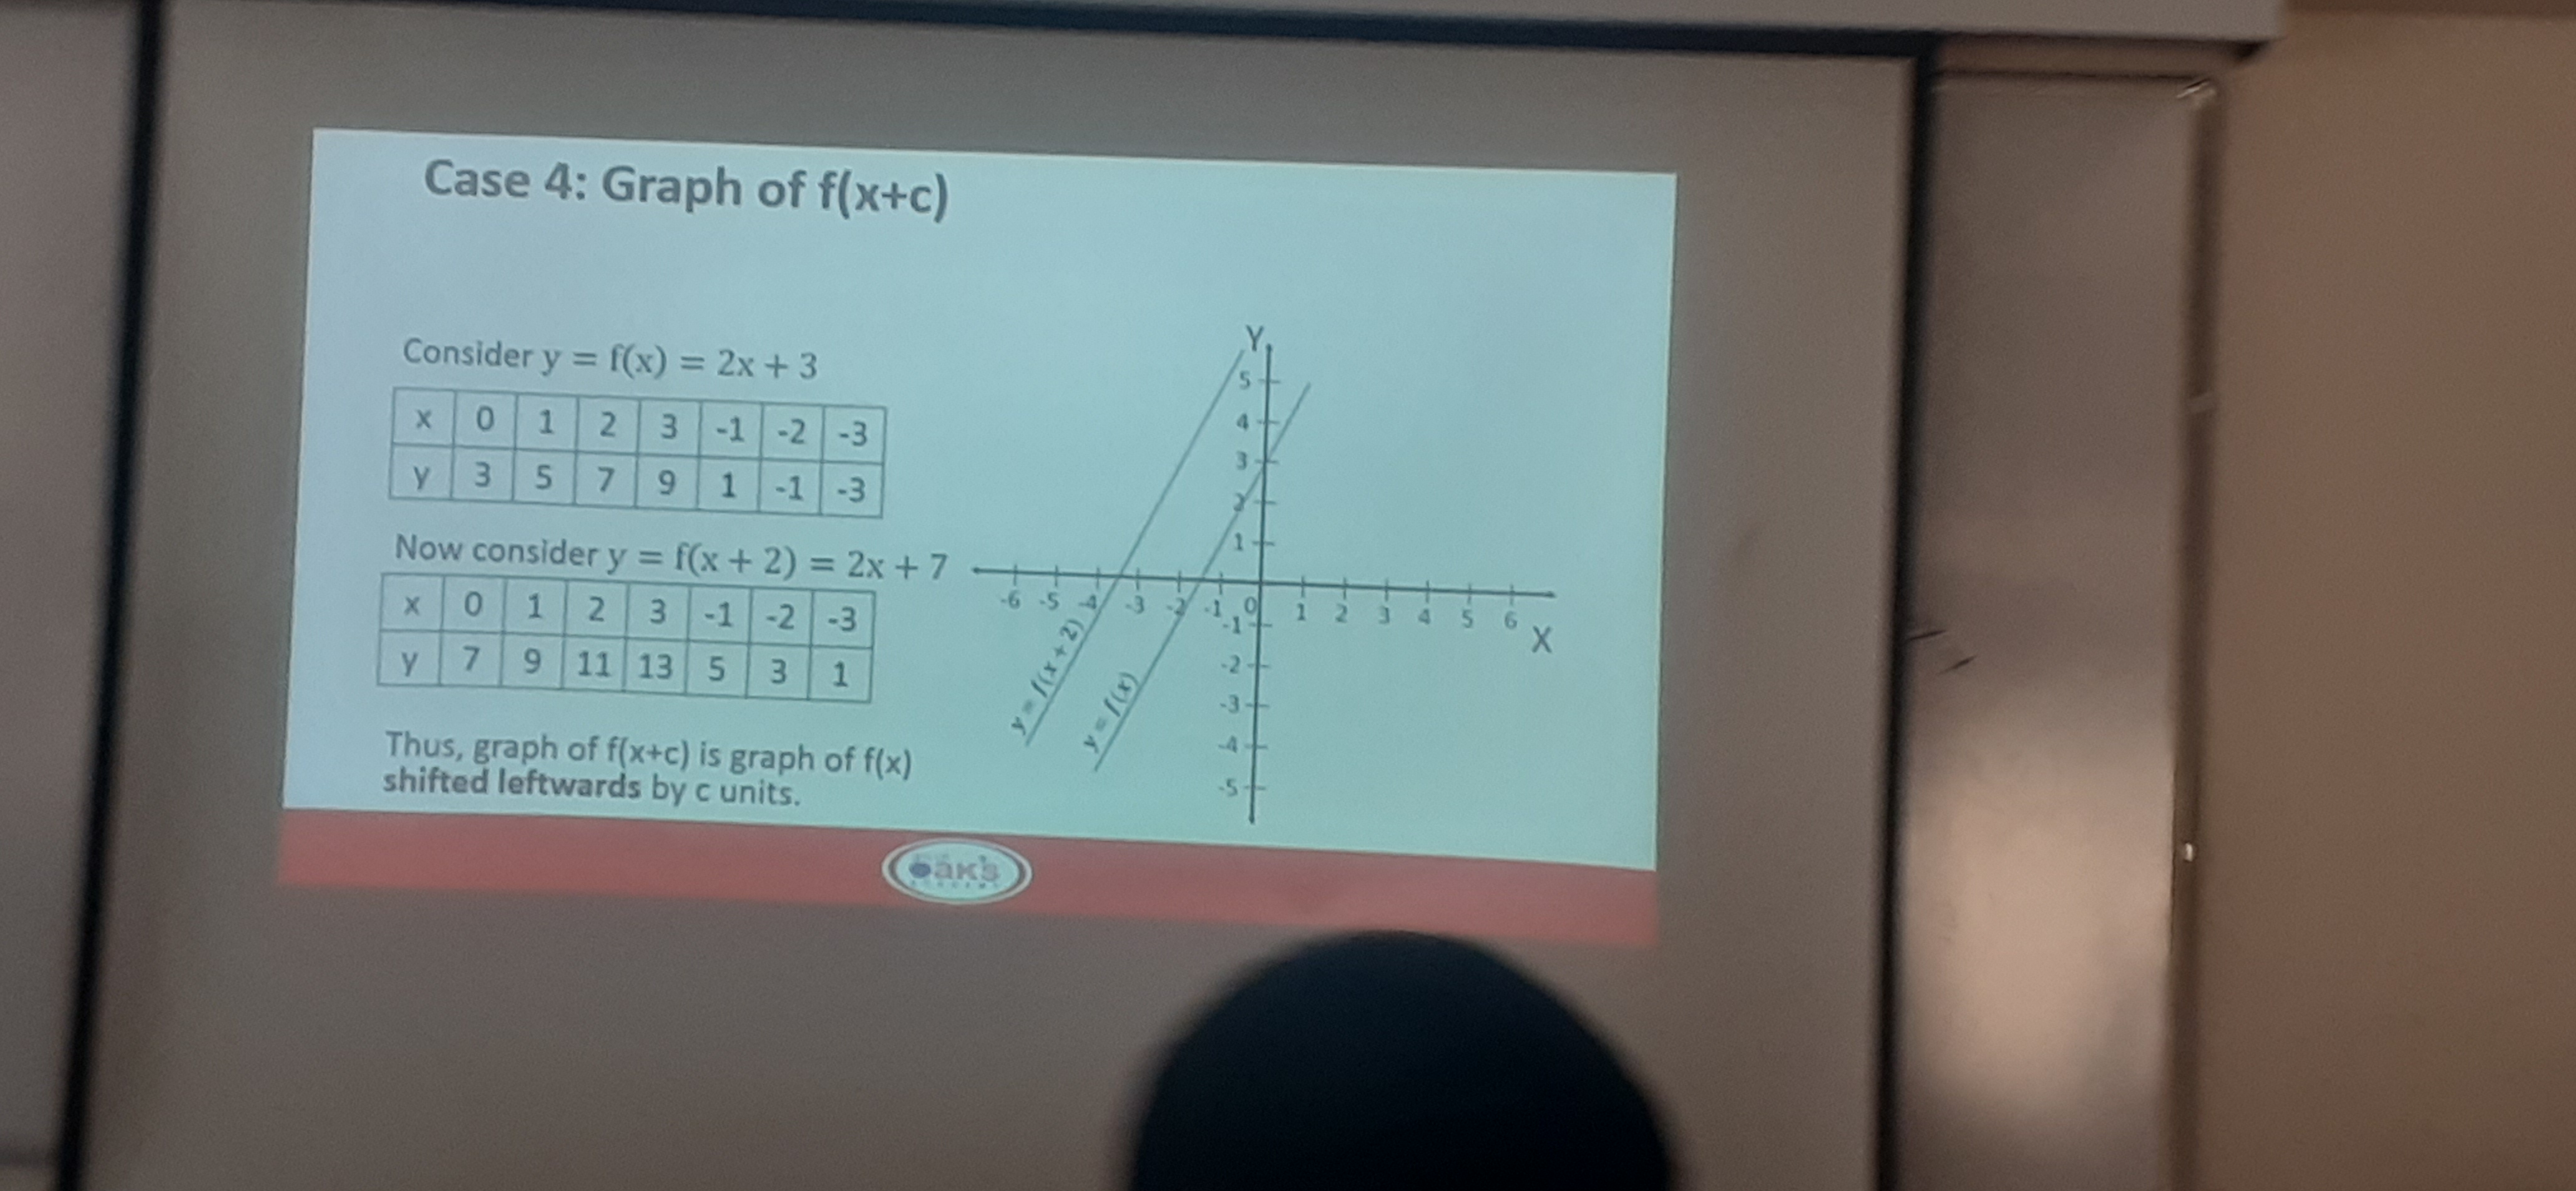 Case 4: Graph of f(x+c)
Consider y = f(x) = 2x + 3
x 0 1 2 3 -1 -2 -3
y 3 5 7 9 1 -1 -3
Now consider y = f(x + 2) = 2x + 7
x 0 1 2 3 -1 -2 -3
y 7 9 11 13 5 3 1
Thus, graph of f(x+c) is graph of f(x)
shifted leftwards by c units.
Y
5
4
3
2
1
-6 -5 -4 -3 -2 -1 0 1 2 3 4 5 6
X
-1
-2
-3
-4
-5
y = f(x + 2)
y = f(x)
oak's